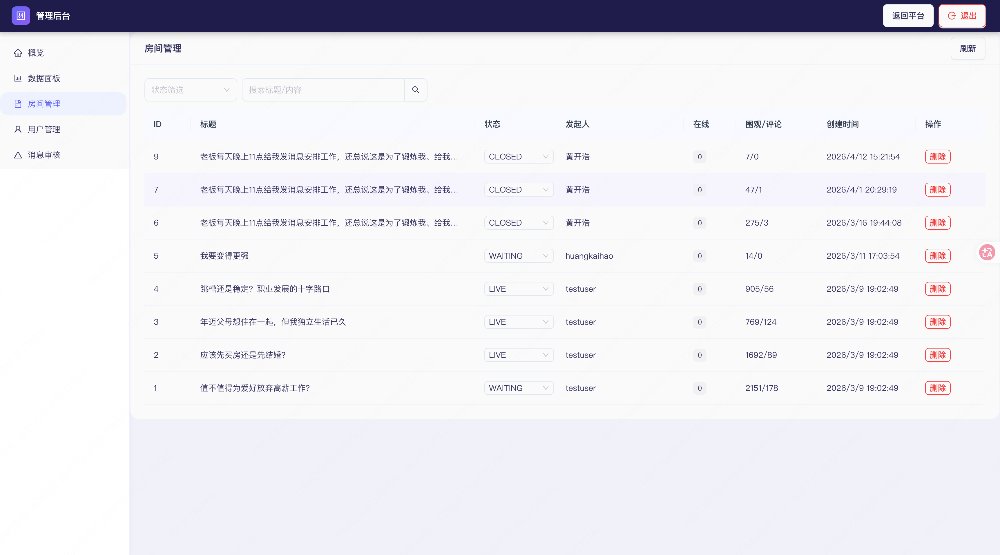 管理后台 返回平台 退出
概览
数据面板
房间管理
用户管理
消息审核
房间管理 刷新
状态筛选 搜索标题/内容
ID 标题 状态 发起人 在线 围观/评论 创建时间 操作
9 老板每天晚上11点给我发消息安排工作，还总说这是为了锻炼我、给我... CLOSED 黄开浩 0 7/0 2026/4/12 15:21:54 删除
7 老板每天晚上11点给我发消息安排工作，还总说这是为了锻炼我、给我... CLOSED 黄开浩 0 47/1 2026/4/1 20:29:19 删除
6 老板每天晚上11点给我发消息安排工作，还总说这是为了锻炼我、给我... CLOSED 黄开浩 0 275/3 2026/3/16 19:44:08 删除
5 我要变得更强 WAITING huangkaihao 0 14/0 2026/3/11 17:03:54 删除
4 跳槽还是稳定？职业发展的十字路口 LIVE testuser 0 905/56 2026/3/9 19:02:49 删除
3 年迈父母想住在一起，但我独立生活已久 LIVE testuser 0 769/124 2026/3/9 19:02:49 删除
2 应该先买房还是先结婚？ LIVE testuser 0 1692/89 2026/3/9 19:02:49 删除
1 值不值得为爱好放弃高薪工作？ WAITING testuser 0 2151/178 2026/3/9 19:02:49 删除